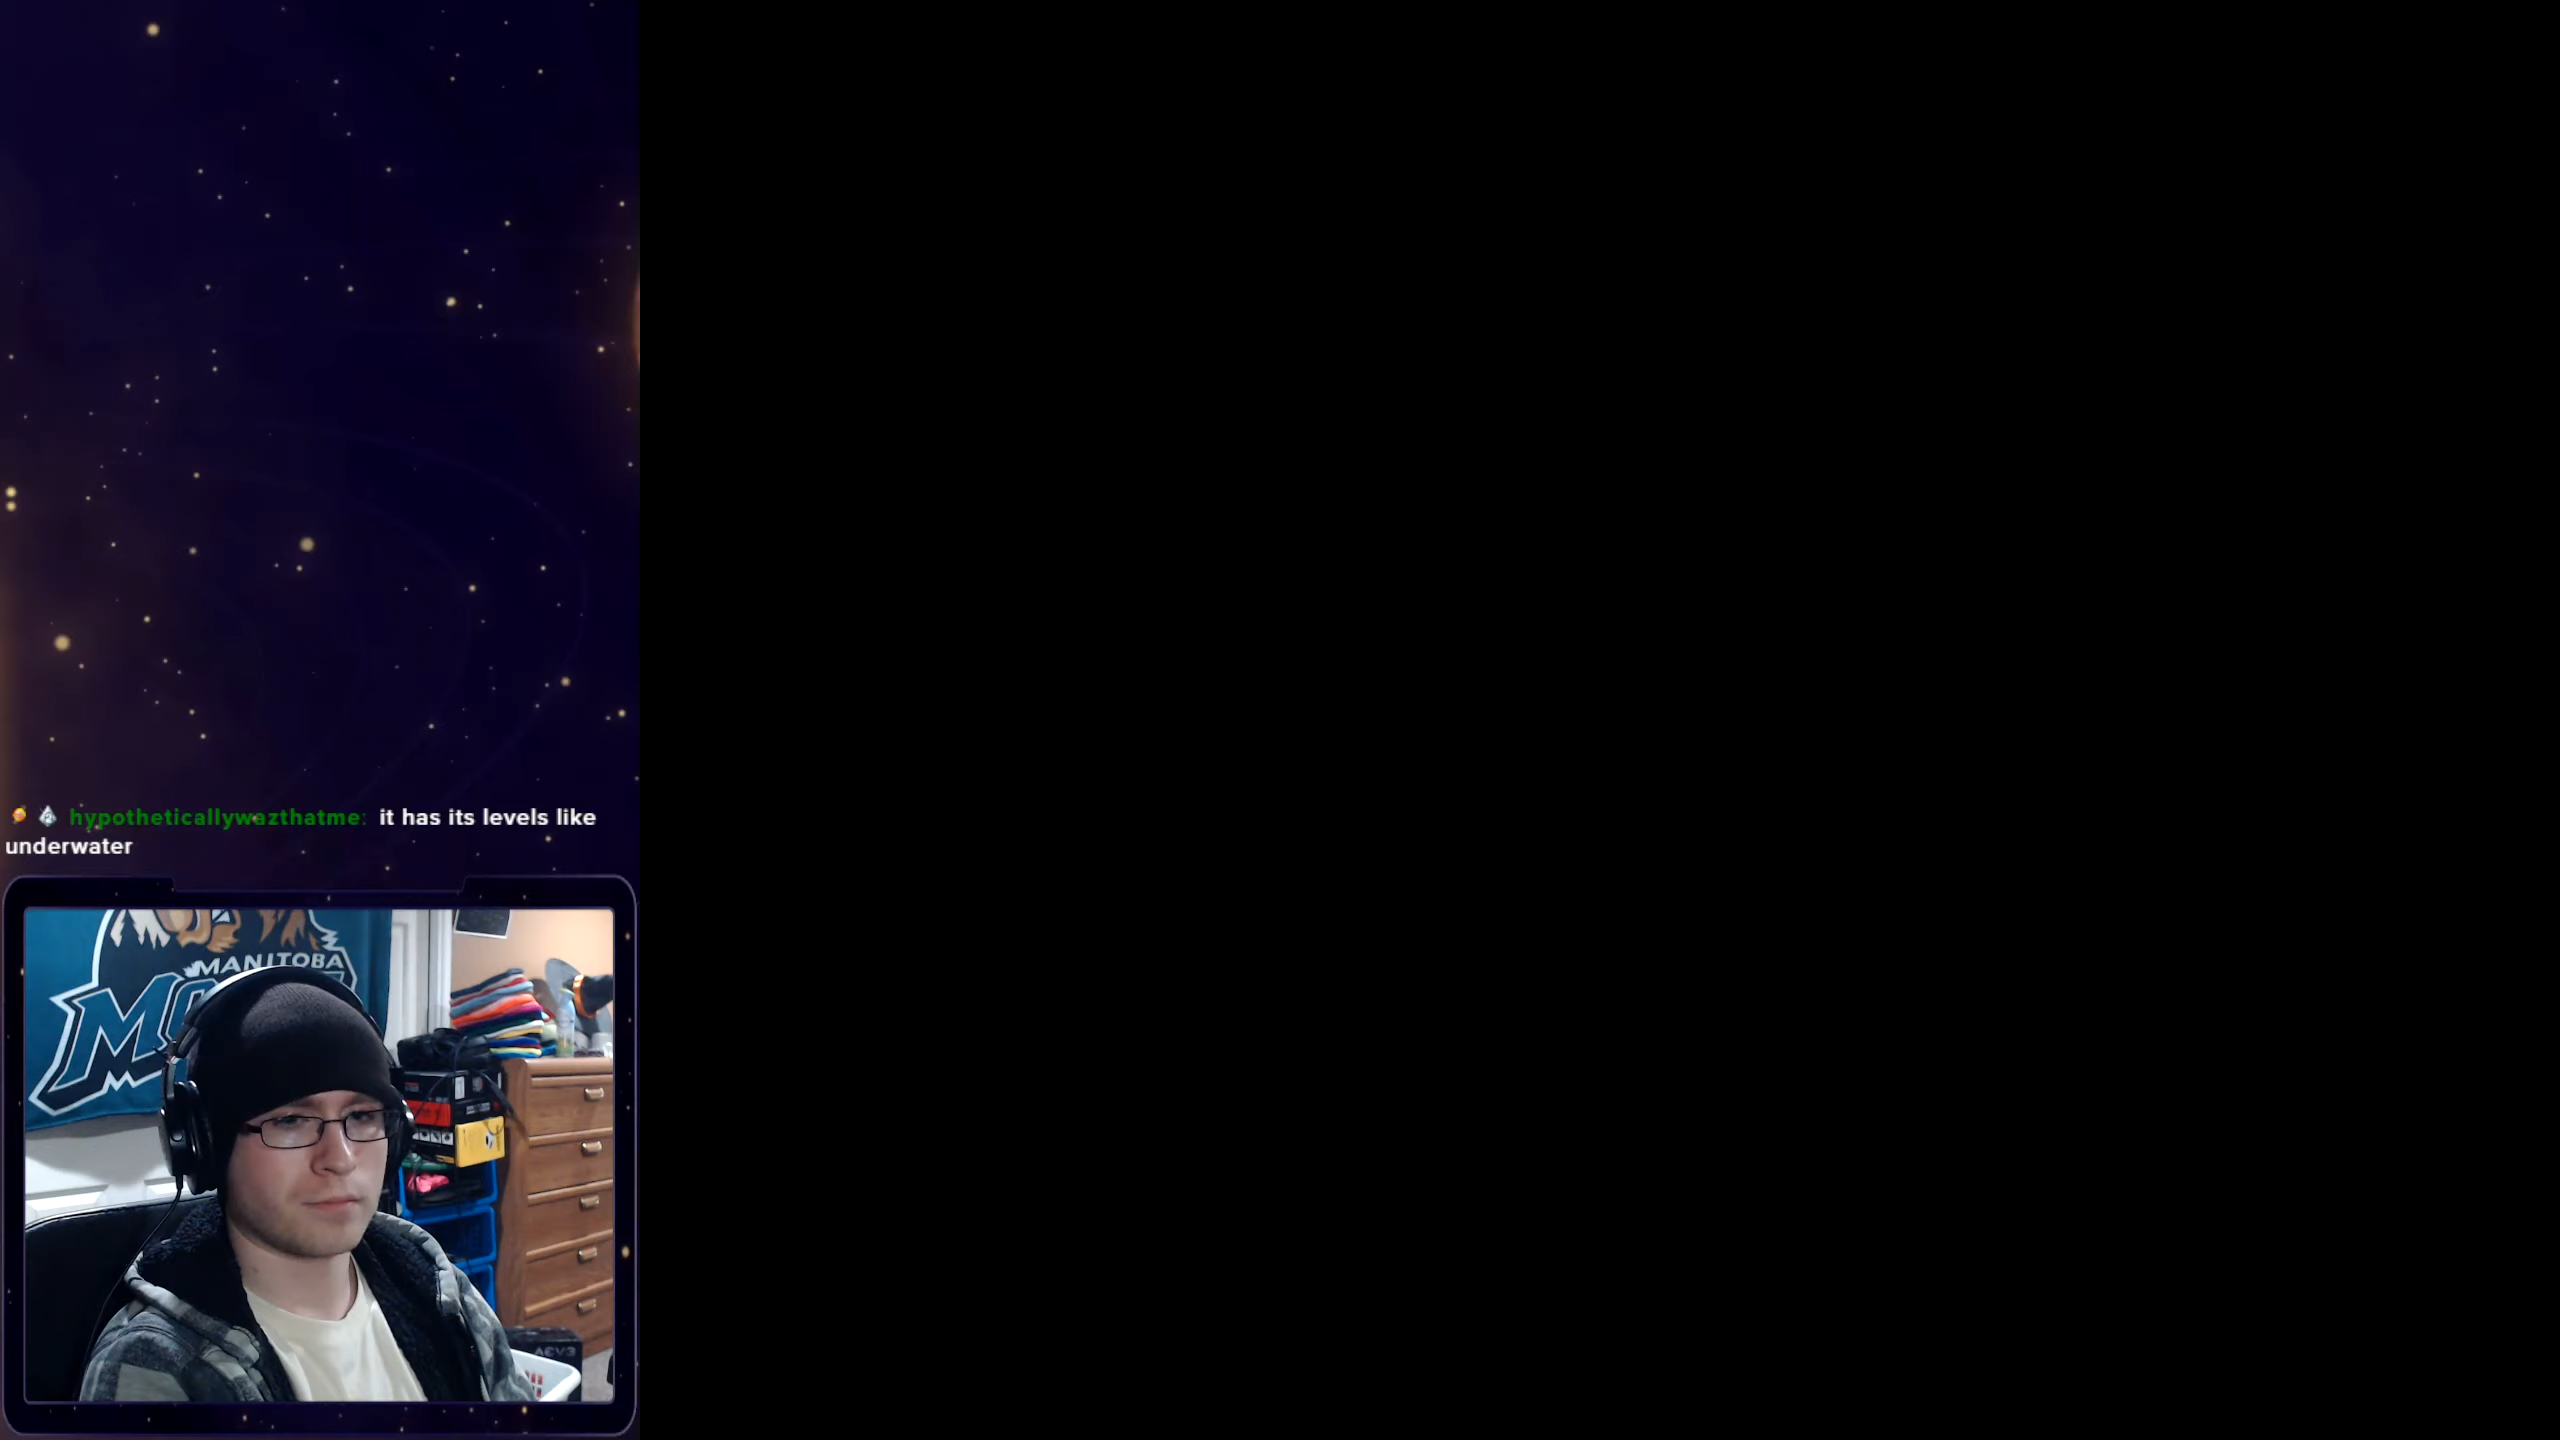 hypotheticallywazthatme: it has its levels like
underwater
MANITOBA